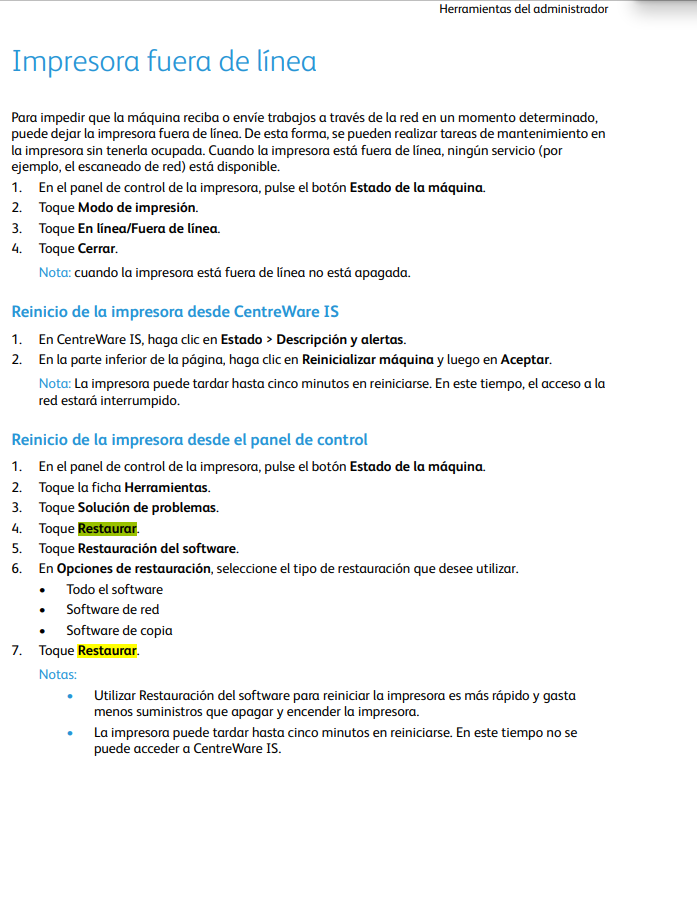 Herramientas del administrador
Impresora fuera de línea
Para impedir que la máquina reciba o envíe trabajos a través de la red en un momento determinado,
puede dejar la impresora fuera de línea. De esta forma, se pueden realizar tareas de mantenimiento en
la impresora sin tenerla ocupada. Cuando la impresora está fuera de línea, ningún servicio (por
ejemplo, el escaneado de red) está disponible.
1. En el panel de control de la impresora, pulse el botón Estado de la máquina.
2. Toque Modo de impresión.
3. Toque En línea/Fuera de línea.
4. Toque Cerrar.
Nota: cuando la impresora está fuera de línea no está apagada.
Reinicio de la impresora desde CentreWare IS
1. En CentreWare IS, haga clic en Estado > Descripción y alertas.
2. En la parte inferior de la página, haga clic en Reinicializar máquina y luego en Aceptar.
Nota: La impresora puede tardar hasta cinco minutos en reiniciarse. En este tiempo, el acceso a la
red estará interrumpido.
Reinicio de la impresora desde el panel de control
1. En el panel de control de la impresora, pulse el botón Estado de la máquina.
2. Toque la ficha Herramientas.
3. Toque Solución de problemas.
4. Toque Restaurar.
5. Toque Restauración del software.
6. En Opciones de restauración, seleccione el tipo de restauración que desee utilizar.
• Todo el software
• Software de red
• Software de copia
7. Toque Restaurar.
Notas:
• Utilizar Restauración del software para reiniciar la impresora es más rápido y gasta
menos suministros que apagar y encender la impresora.
• La impresora puede tardar hasta cinco minutos en reiniciarse. En este tiempo no se
puede acceder a CentreWare IS.